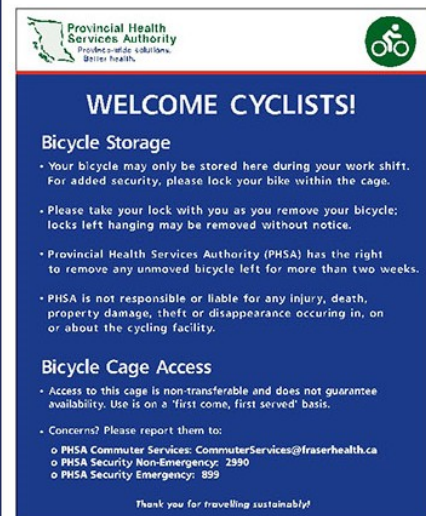 Provincial Health
Services Authority
Province-wide solutions.
Better health.
WELCOME CYCLISTS!
Bicycle Storage
• Your bicycle may only be stored here during your work shift.
For added security, please lock your bike within the cage.
• Please take your lock with you as you remove your bicycle;
locks left hanging may be removed without notice.
• Provincial Health Services Authority (PHSA) has the right
to remove any unmoved bicycle left for more than two weeks.
• PHSA is not responsible or liable for any injury, death,
property damage, theft or disappearance occuring in, on
or about the cycling facility.
Bicycle Cage Access
• Access to this cage is non-transferable and does not guarantee
availability. Use is on a 'first come, first served' basis.
• Concerns? Please report them to:
o PHSA Commuter Services: CommuterServices@fraserhealth.ca
o PHSA Security Non-Emergency: 2990
o PHSA Security Emergency: 899
Thank you for travelling sustainably!